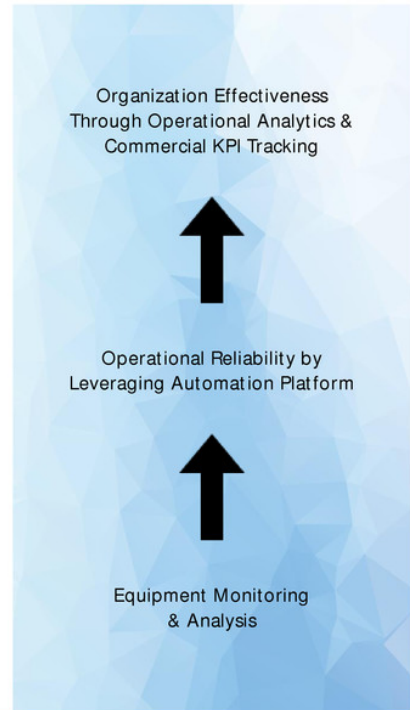 Organization Effectiveness
Through Operational Analytics &
Commercial KPI Tracking
Operational Reliability by
Leveraging Automation Platform
Equipment Monitoring
& Analysis